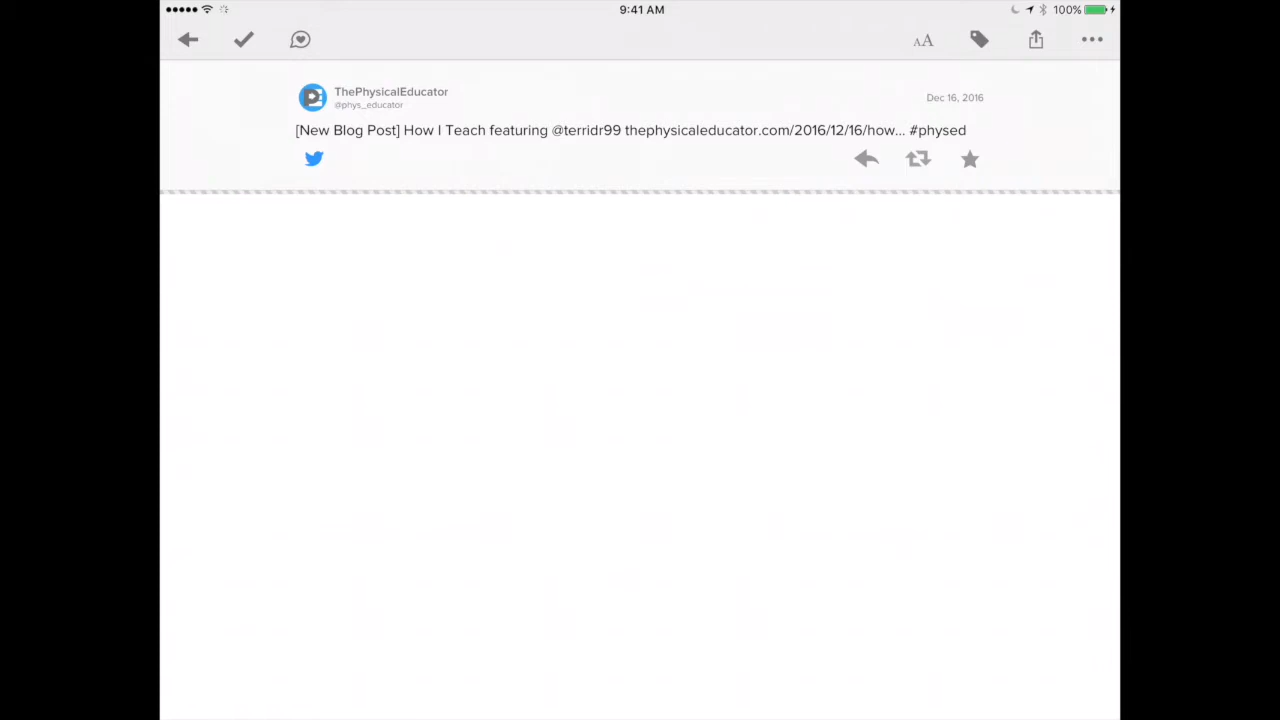 9:41 AM
100%
AA
ThePhysicalEducator
@phys_educator
Dec 16, 2016
[New Blog Post] How I Teach featuring @terridr99 thephysicaleducator.com/2016/12/16/how... #physed